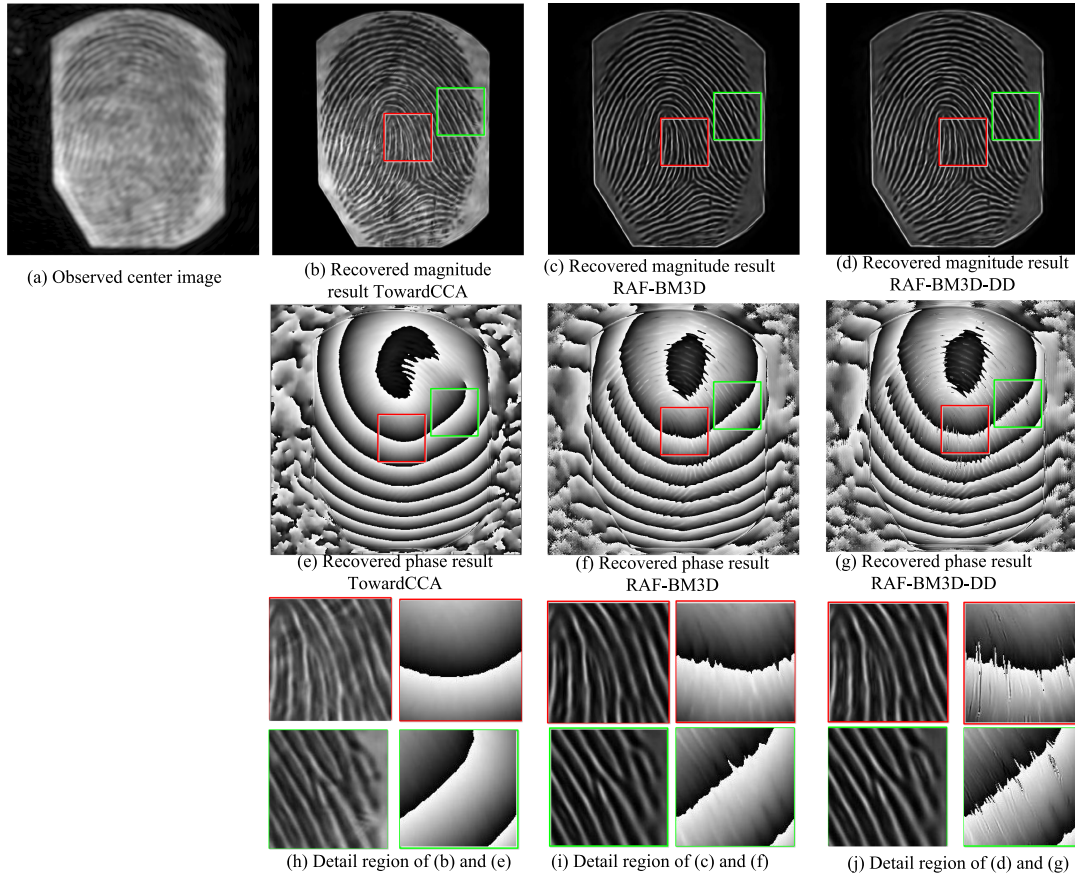 (a) Observed center image
(b) Recovered magnitude
result TowardCCA
(c) Recovered magnitude result
RAF-BM3D
(d) Recovered magnitude result
RAF-BM3D-DD
(e) Recovered phase result
TowardCCA
(f) Recovered phase result
RAF-BM3D
(g) Recovered phase result
RAF-BM3D-DD
(h) Detail region of (b) and (e)
(i) Detail region of (c) and (f)
(j) Detail region of (d) and (g)